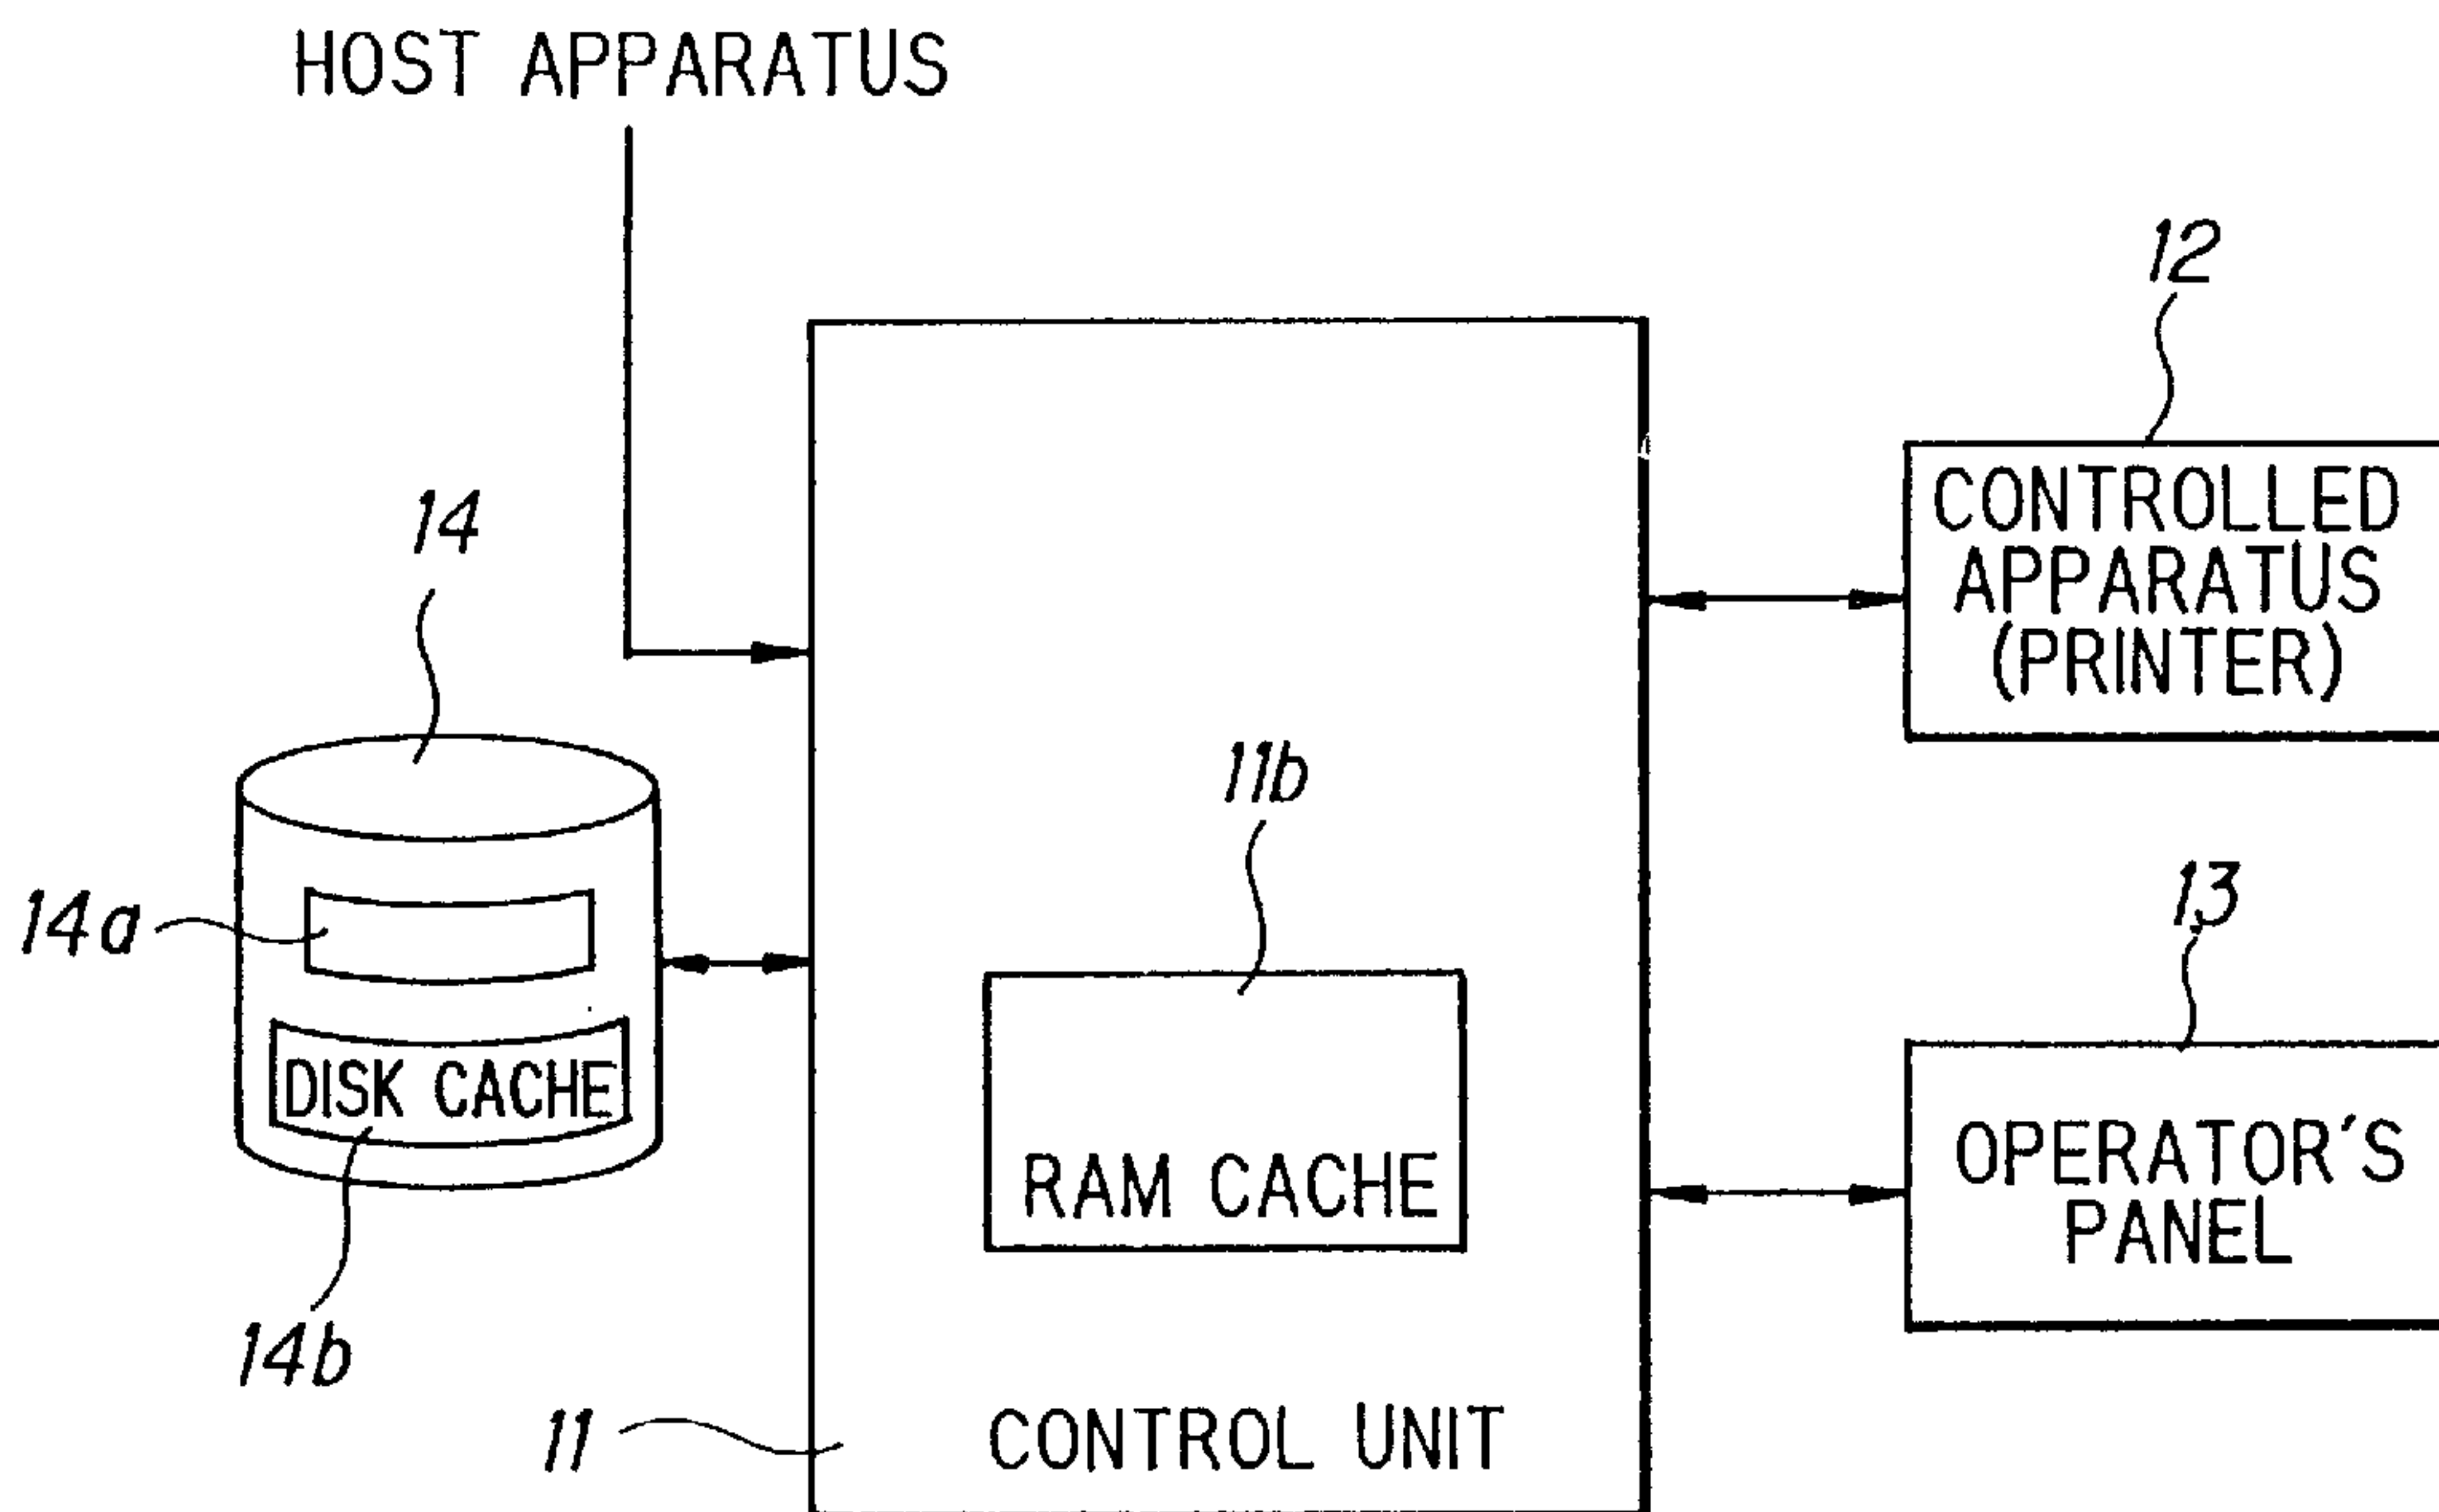 HOST APPARATUS
12
CONTROLLED
APPARATUS
(PRINTER)
14
11b
13
14a
DISK CACHE
RAM CACHE
OPERATOR'S
PANEL
14b
11
CONTROL UNIT